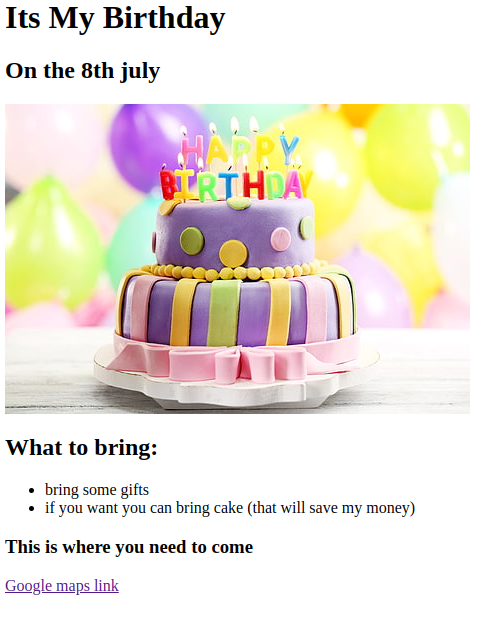 Its My Birthday
On the 8th july
HAPPY
BIRTHDAY
What to bring:
bring some gifts
if you want you can bring cake (that will save my money)
This is where you need to come
Google maps link